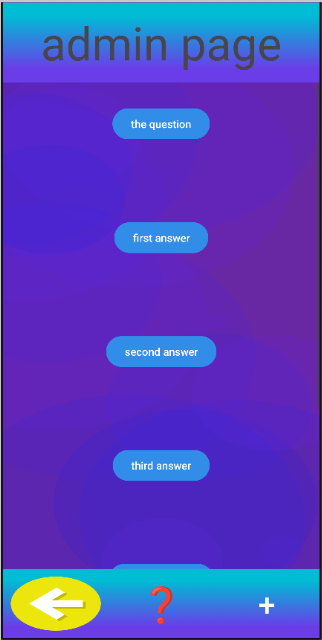 admin page
the question
first answer
second answer
third answer
❓
+